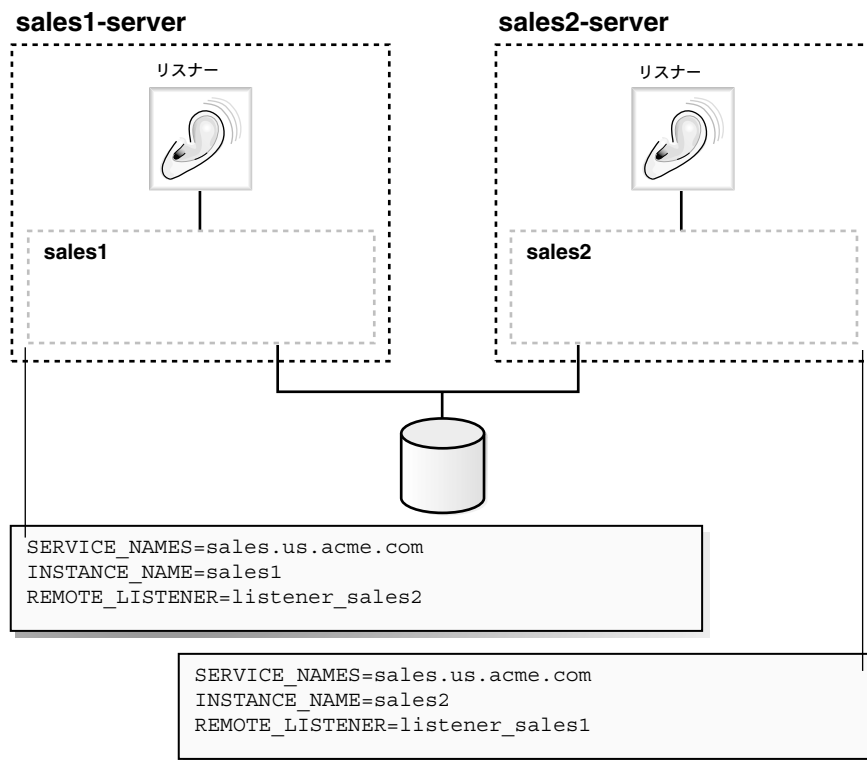 sales1-server
sales2-server
リスナー
リスナー
sales1
sales2
SERVICE_NAMES=sales.us.acme.com
INSTANCE_NAME=sales1
REMOTE_LISTENER=listener_sales2
SERVICE_NAMES=sales.us.acme.com
INSTANCE_NAME=sales2
REMOTE_LISTENER=listener_sales1